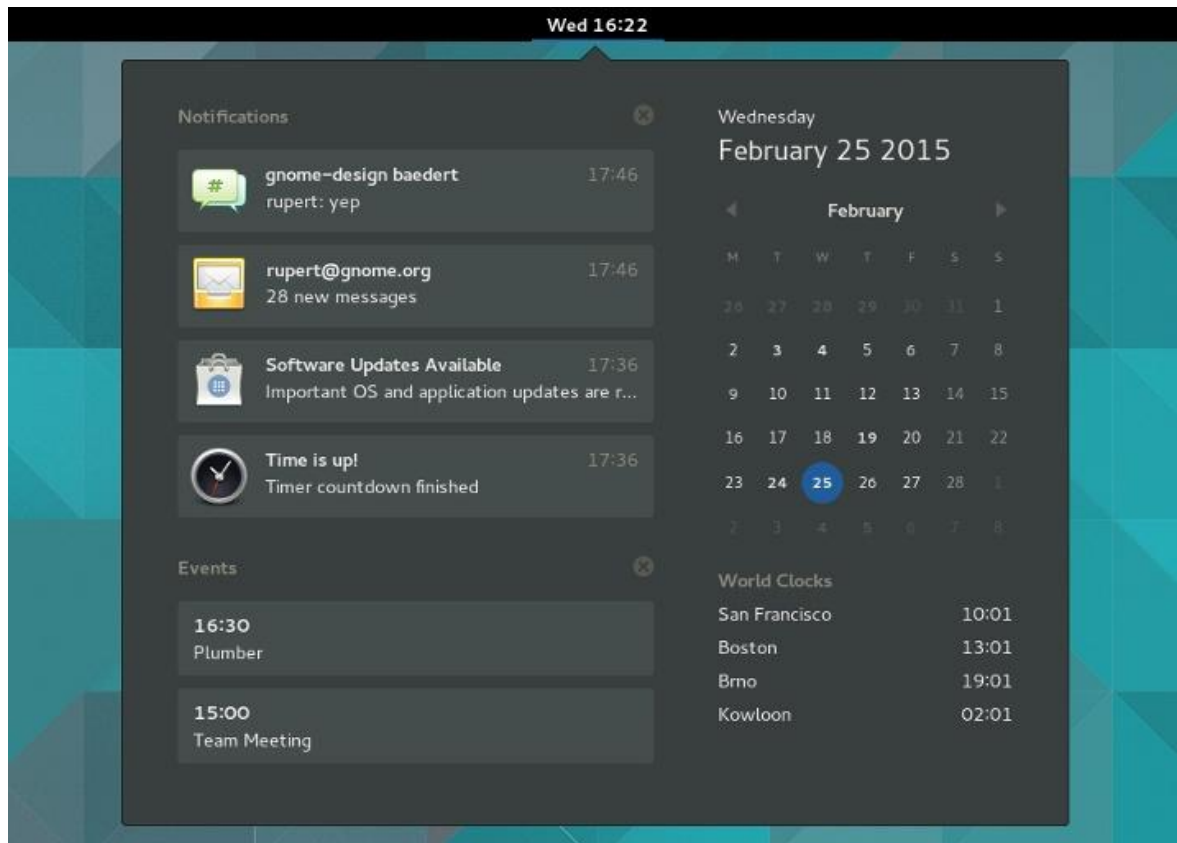 Wed 16:22
Notifications
gnome-design baedert 17:46
rupert: yep
rupert@gnome.org 17:46
28 new messages
Software Updates Available 17:36
Important OS and application updates are r...
Time is up! 17:36
Timer countdown finished
Events
16:30
Plumber
15:00
Team Meeting
Wednesday
February 25 2015
February
M T W T F S S
26 27 28 29 30 31 1
2 3 4 5 6 7 8
9 10 11 12 13 14 15
16 17 18 19 20 21 22
23 24 25 26 27 28 1
2 3 4 5 6 7 8
World Clocks
San Francisco 10:01
Boston 13:01
Brno 19:01
Kowloon 02:01
#